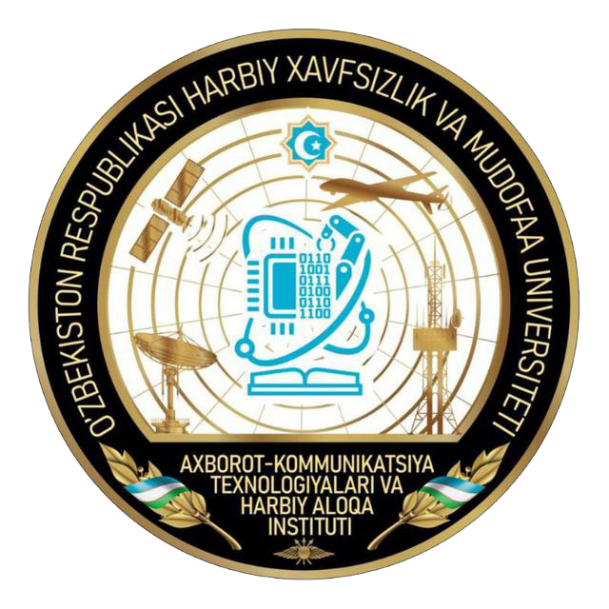 O'ZBEKISTON RESPUBLIKASI HARBIY XAVFSIZLIK VA MUDOFAA UNIVERSITETI
0110
1001
0111
0100
0110
1100
AXBOROT-KOMMUNIKATSIYA
TEXNOLOGIYALARI VA
HARBIY ALOQA
INSTITUTI